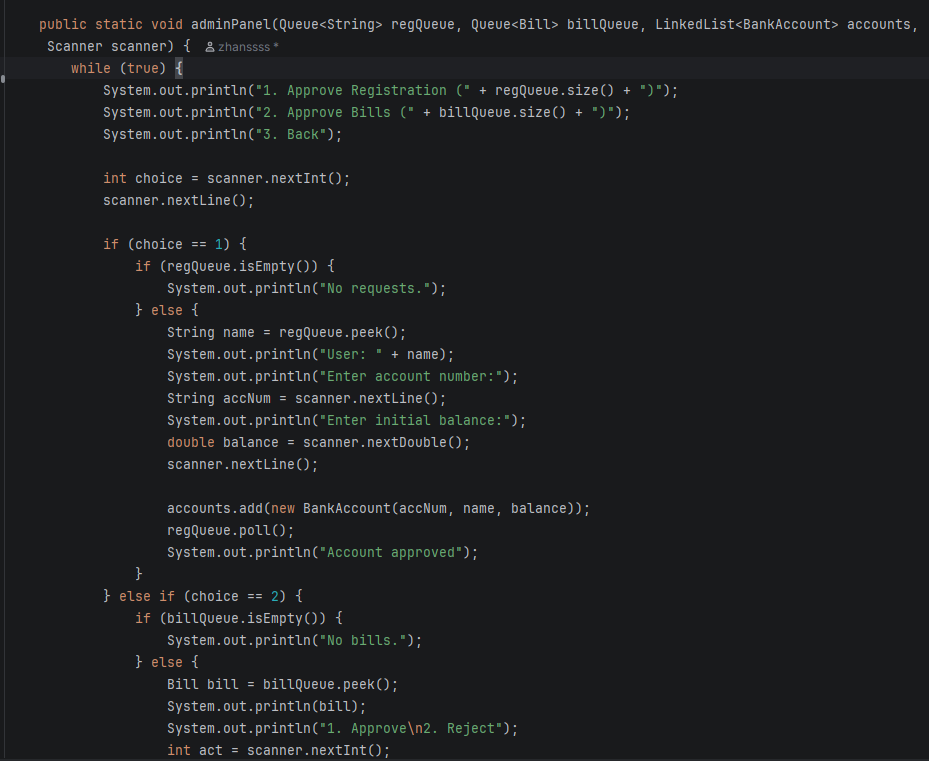 public static void adminPanel(Queue<String> regQueue, Queue<Bill> billQueue, LinkedList<BankAccount> accounts,
Scanner scanner) { zhanssss *
while (true) {
System.out.println("1. Approve Registration (" + regQueue.size() + ")");
System.out.println("2. Approve Bills (" + billQueue.size() + ")");
System.out.println("3. Back");
int choice = scanner.nextInt();
scanner.nextLine();
if (choice == 1) {
if (regQueue.isEmpty()) {
System.out.println("No requests.");
} else {
String name = regQueue.peek();
System.out.println("User: " + name);
System.out.println("Enter account number:");
String accNum = scanner.nextLine();
System.out.println("Enter initial balance:");
double balance = scanner.nextDouble();
scanner.nextLine();
accounts.add(new BankAccount(accNum, name, balance));
regQueue.poll();
System.out.println("Account approved");
}
} else if (choice == 2) {
if (billQueue.isEmpty()) {
System.out.println("No bills.");
} else {
Bill bill = billQueue.peek();
System.out.println(bill);
System.out.println("1. Approve\n2. Reject");
int act = scanner.nextInt();